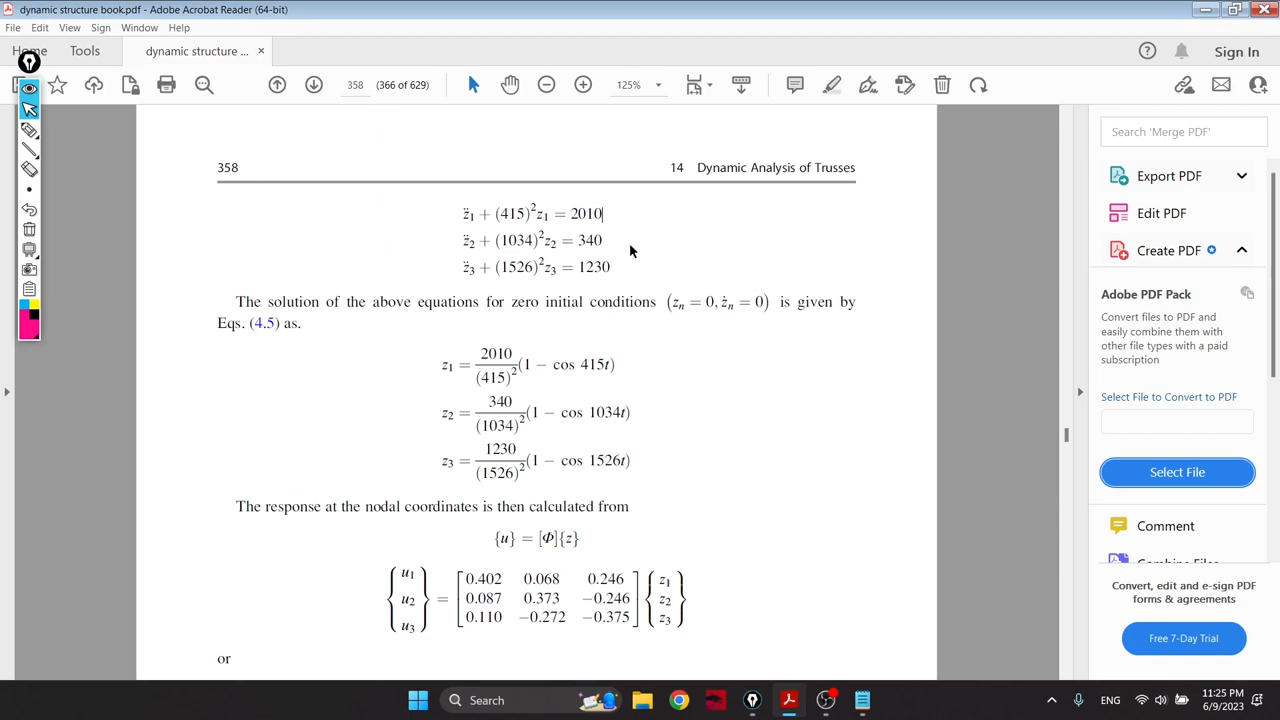 dynamic structure book.pdf - Adobe Acrobat Reader (64-bit)
File Edit View Sign Window Help
Home Tools dynamic structure ... × Sign In
358 (366 of 629) 125%
358 14 Dynamic Analysis of Trusses
z̈₁ + (415)²z₁ = 2010
z̈₂ + (1034)²z₂ = 340
z̈₃ + (1526)²z₃ = 1230
The solution of the above equations for zero initial conditions (zₙ = 0, żₙ = 0) is given by
Eqs. (4.5) as.
z₁ = 2010/(415)² (1 − cos 415t)
z₂ = 340/(1034)² (1 − cos 1034t)
z₃ = 1230/(1526)² (1 − cos 1526t)
The response at the nodal coordinates is then calculated from
{u} = [Φ]{z}
u₁ 0.402 0.068 0.246 z₁
u₂ = 0.087 0.373 −0.246 z₂
u₃ 0.110 −0.272 −0.375 z₃
or
Search 'Merge PDF'
Export PDF
Edit PDF
Create PDF
Adobe PDF Pack
Convert files to PDF and
easily combine them with
other file types with a paid
subscription
Select File to Convert to PDF
Select File
Comment
Convert, edit and e-sign PDF
forms & agreements
Free 7-Day Trial
Search
ENG
11:25 PM
6/9/2023